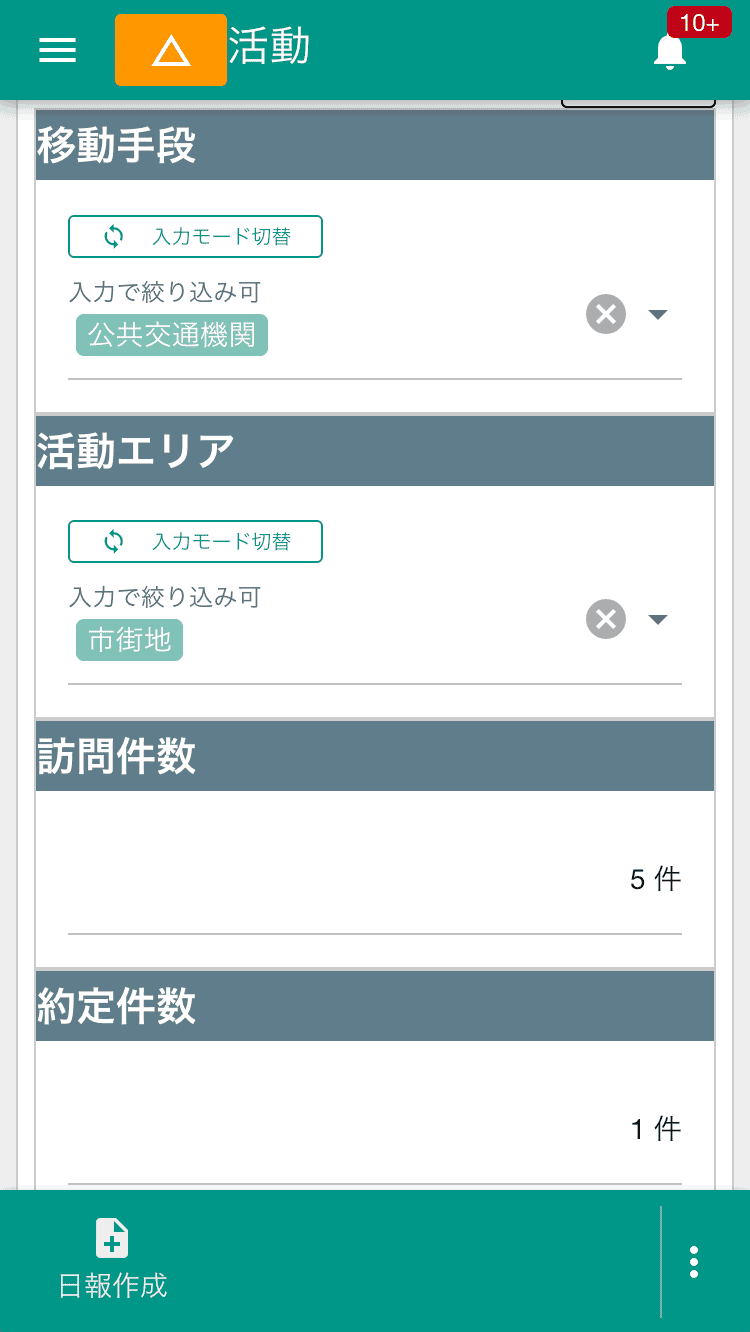 活動
10+
移動手段
入力モード切替
入力で絞り込み可
公共交通機関
活動エリア
入力モード切替
入力で絞り込み可
市街地
訪問件数
5 件
約定件数
1 件
日報作成